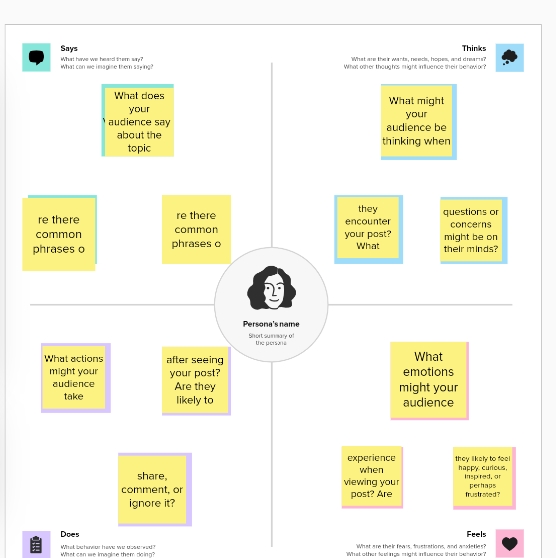 Says
What have we heard them say?
What can we imagine them saying?
Thinks
What are their wants, needs, hopes, and dreams?
What other thoughts might influence their behavior?
What does
your
audience say
about the
topic
What might
your
audience be
thinking when
re there
common
phrases o
re there
common
phrases o
they
encounter
your post?
What
questions or
concerns
might be on
their minds?
Persona's name
Short summary of
the persona
What actions
might your
audience
take
after seeing
your post?
Are they
likely to
What
emotions
might your
audience
share,
comment, or
ignore it?
experience
when
viewing your
post? Are
they likely to feel
happy, curious,
inspired, or
perhaps
frustrated?
Does
What behavior have we observed?
What can we imagine them doing?
Feels
What are their fears, frustrations, and anxieties?
What other feelings might influence their behavior?